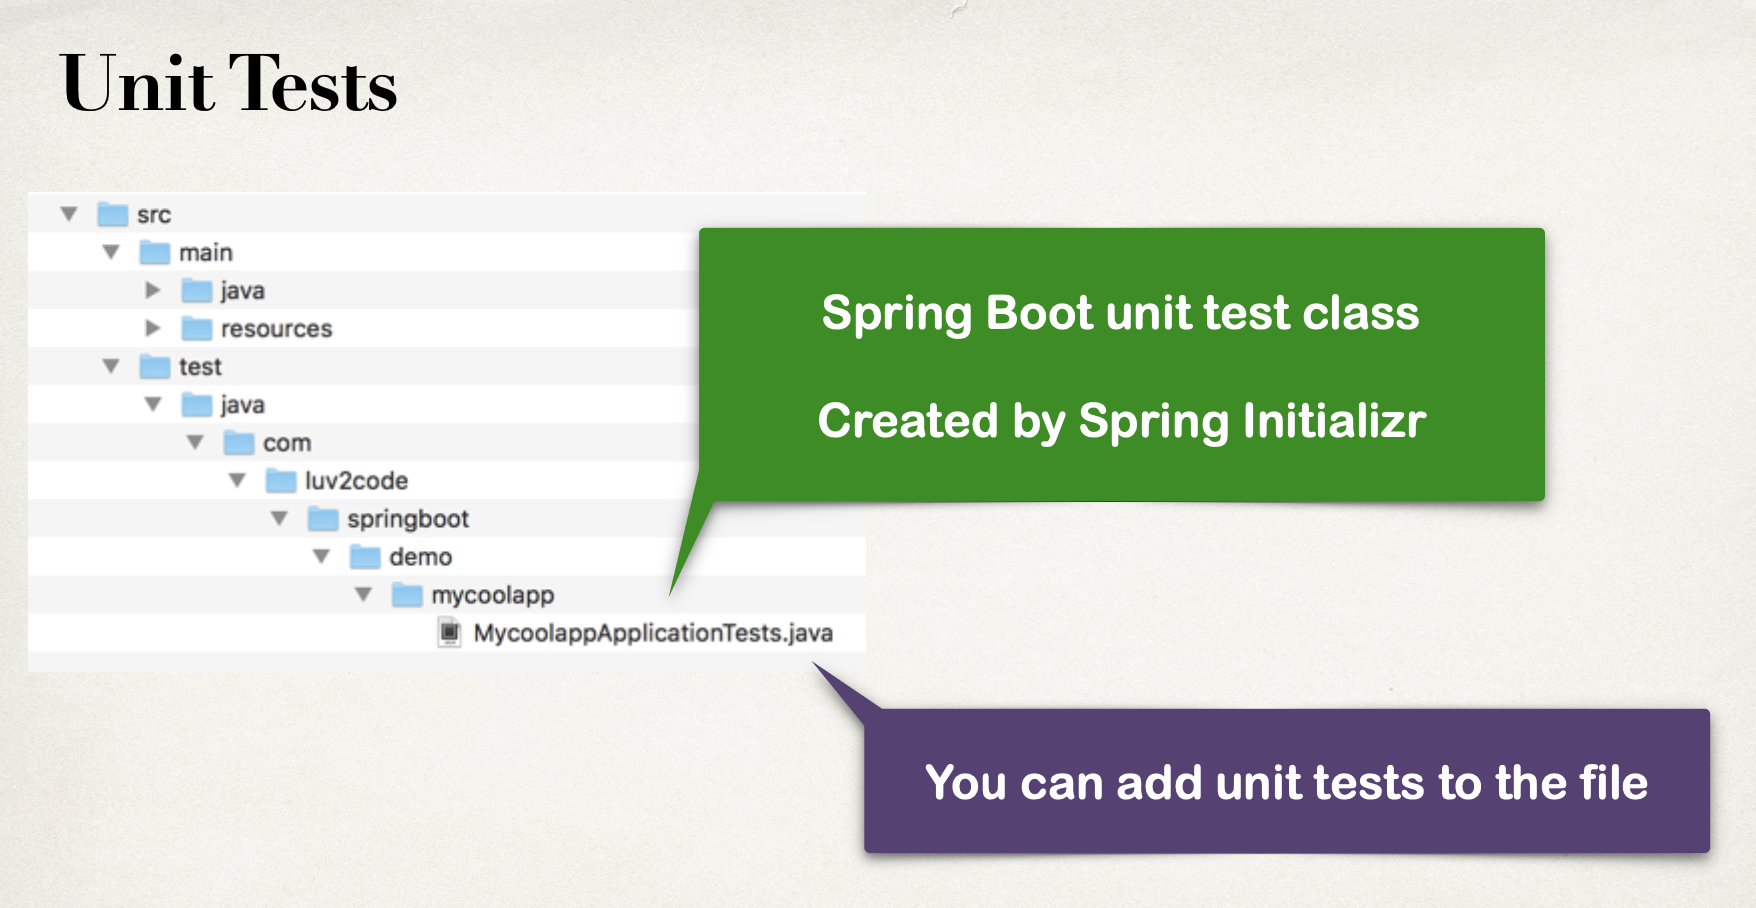 Unit Tests
src
main
java
resources
test
java
com
luv2code
springboot
demo
mycoolapp
MycoolappApplicationTests.java
Spring Boot unit test class
Created by Spring Initializr
You can add unit tests to the file